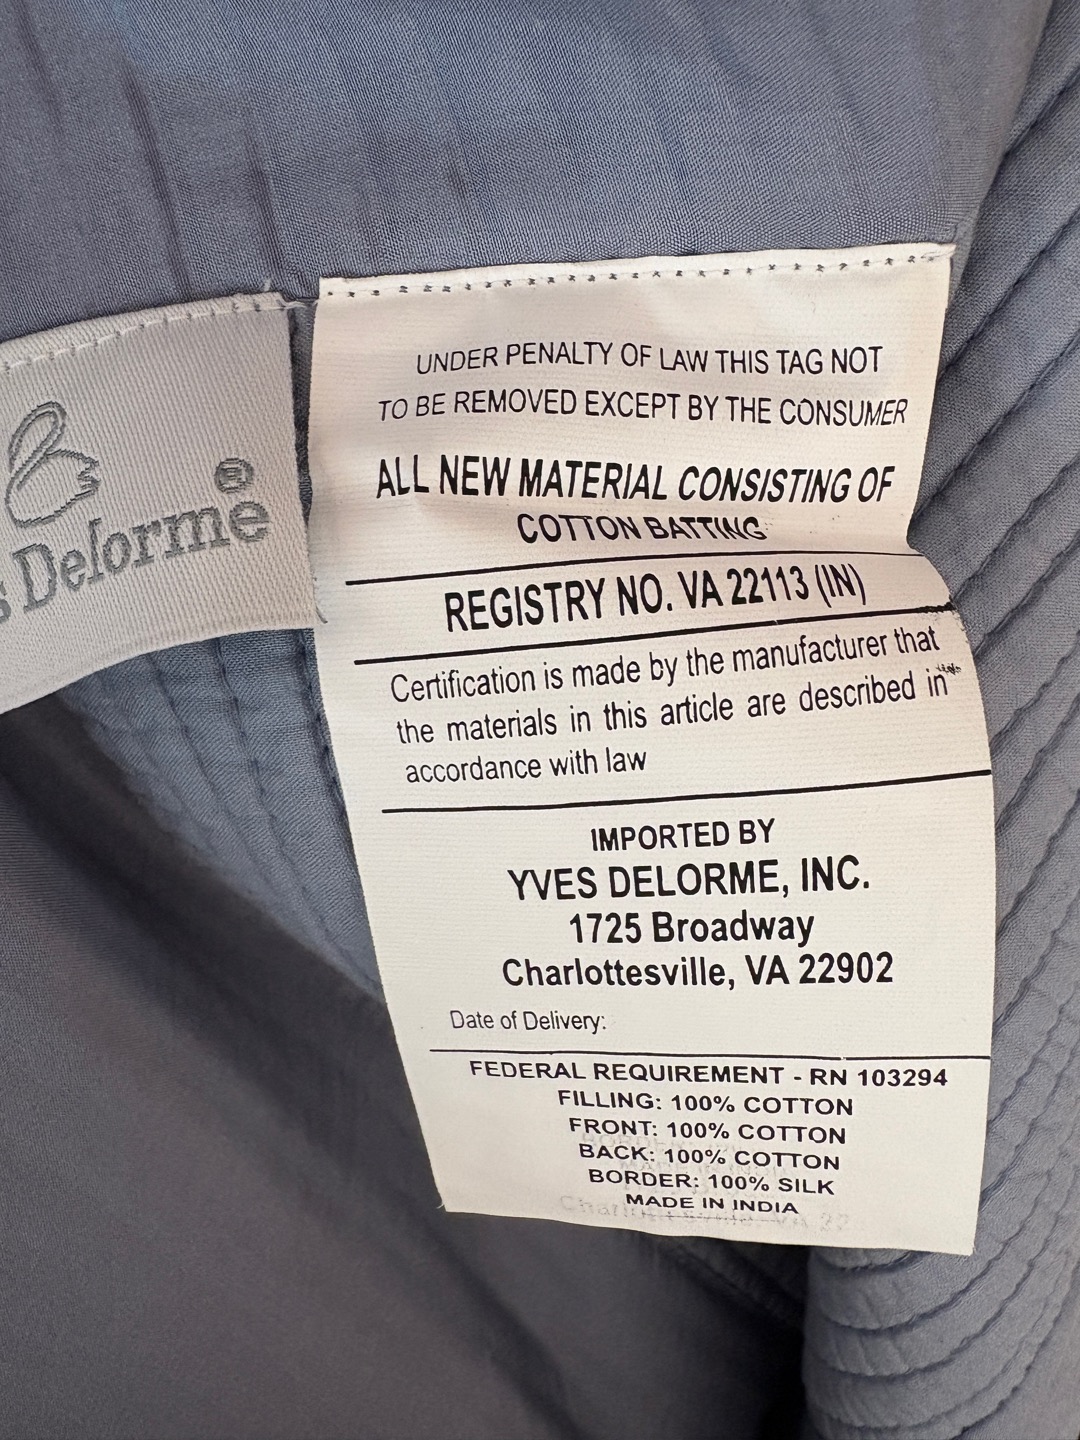 s Delorme®
UNDER PENALTY OF LAW THIS TAG NOT
TO BE REMOVED EXCEPT BY THE CONSUMER
ALL NEW MATERIAL CONSISTING OF
COTTON BATTING
REGISTRY NO. VA 22113 (IN)
Certification is made by the manufacturer that
the materials in this article are described in
accordance with law
IMPORTED BY
YVES DELORME, INC.
1725 Broadway
Charlottesville, VA 22902
Date of Delivery:
FEDERAL REQUIREMENT - RN 103294
FILLING: 100% COTTON
FRONT: 100% COTTON
BACK: 100% COTTON
BORDER: 100% SILK
MADE IN INDIA